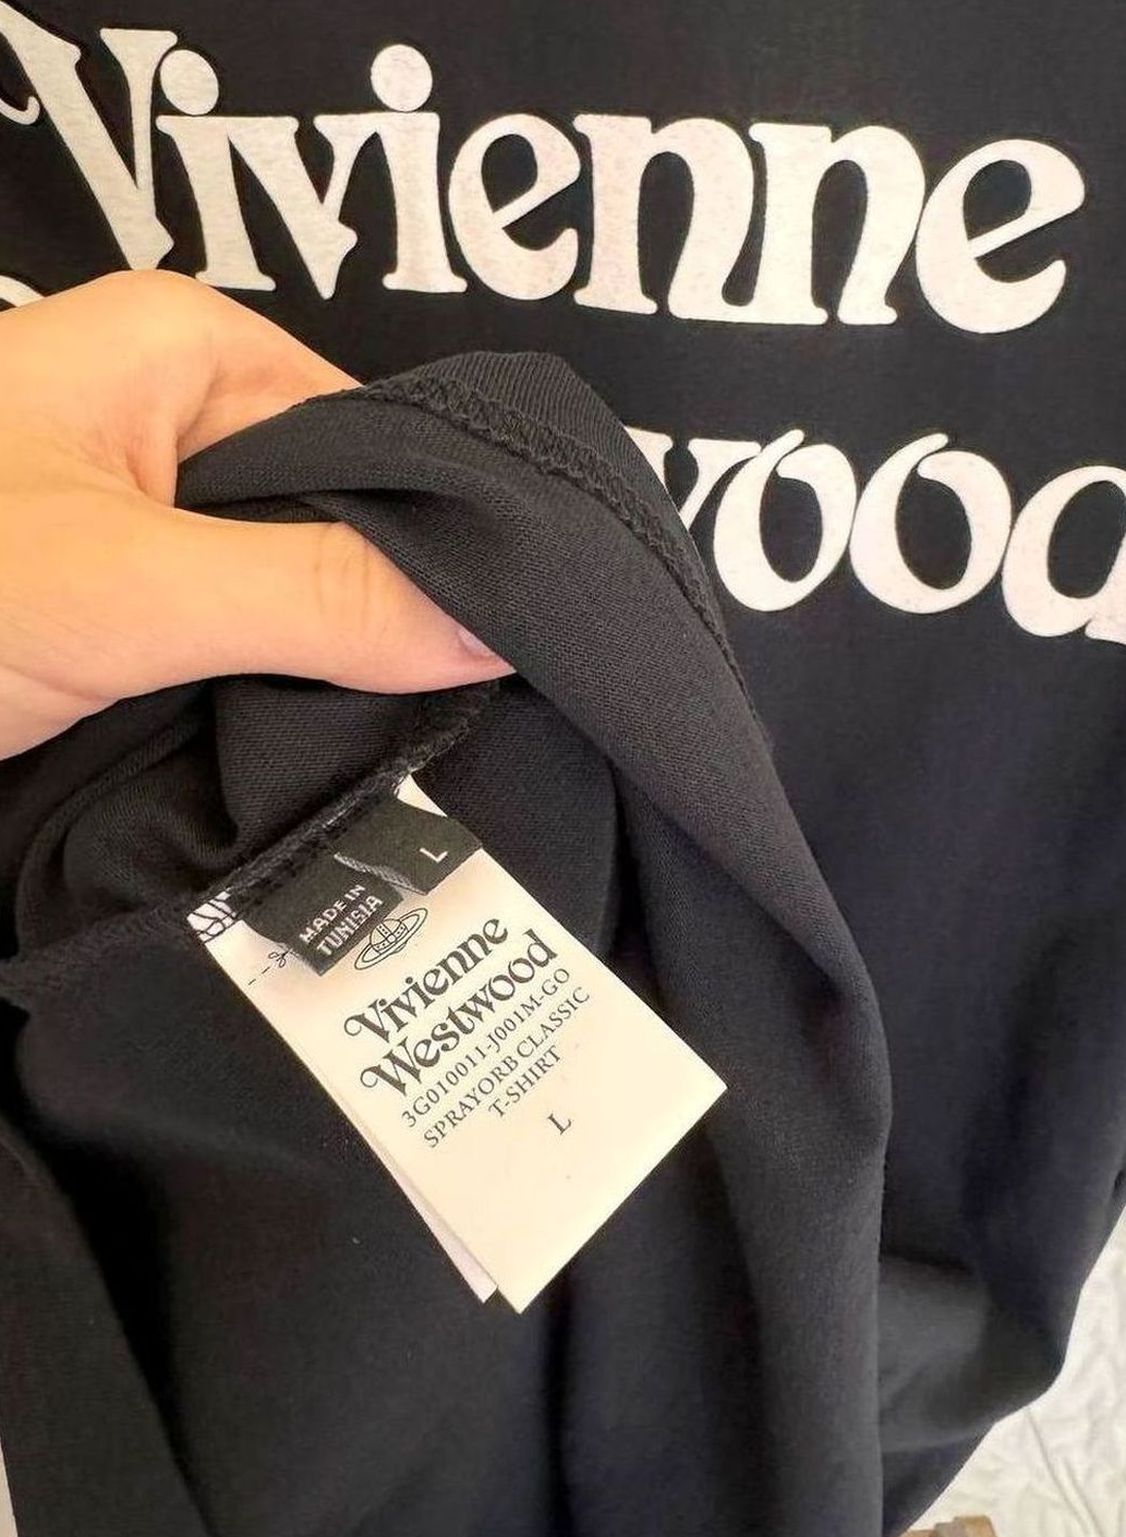 Vivienne
wood
L
MADE IN
TUNISIA
Vivienne
Westwood
3G010011-J001M-GO
SPRAYORB CLASSIC
T-SHIRT
L